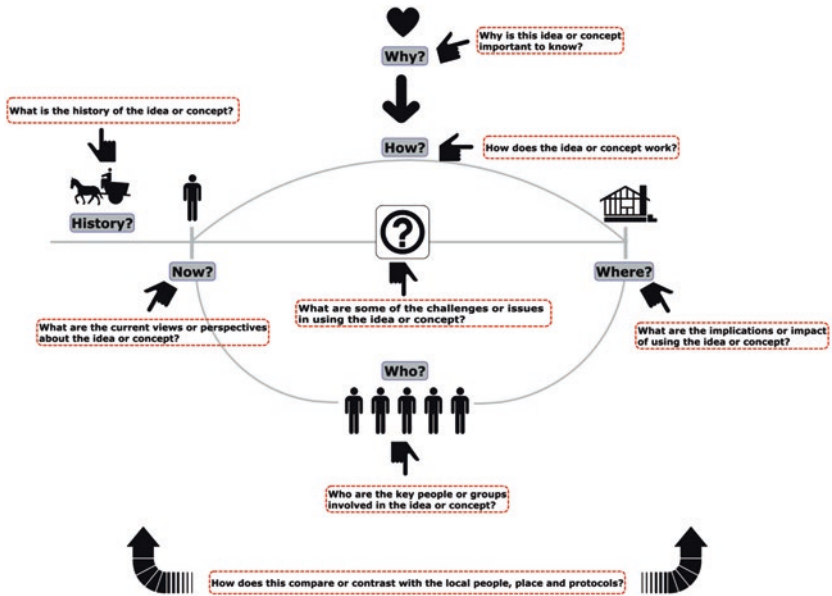 Why?
Why is this idea or concept
important to know?
What is the history of the idea or concept?
How?
How does the idea or concept work?
History?
?
Now?
Where?
What are some of the challenges or issues
in using the idea or concept?
What are the current views or perspectives
about the idea or concept?
What are the implications or impact
of using the idea or concept?
Who?
Who are the key people or groups
involved in the idea or concept?
How does this compare or contrast with the local people, place and protocols?